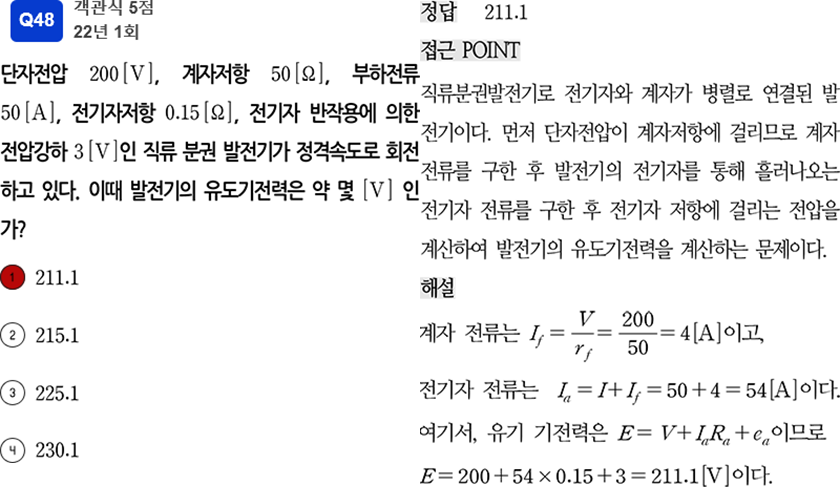 Q48
객관식 5점
22년 1회
단자전압 200[V], 계자저항 50[Ω], 부하전류
50[A], 전기자저항 0.15[Ω], 전기자 반작용에 의한
전압강하 3[V]인 직류 분권 발전기가 정격속도로 회전
하고 있다. 이때 발전기의 유도기전력은 약 몇 [V] 인
가?
1 211.1
2 215.1
3 225.1
4 230.1
정답 211.1
접근 POINT
직류분권발전기로 전기자와 계자가 병렬로 연결된 발
전기이다. 먼저 단자전압이 계자저항에 걸리므로 계자
전류를 구한 후 발전기의 전기자를 통해 흘러나오는
전기자 전류를 구한 후 전기자 저항에 걸리는 전압을
계산하여 발전기의 유도기전력을 계산하는 문제이다.
해설
계자 전류는 I_f = V/r_f = 200/50 = 4[A]이고,
전기자 전류는 I_a = I + I_f = 50 + 4 = 54[A]이다.
여기서, 유기 기전력은 E = V + I_a R_a + e_a이므로
E = 200 + 54 × 0.15 + 3 = 211.1[V]이다.